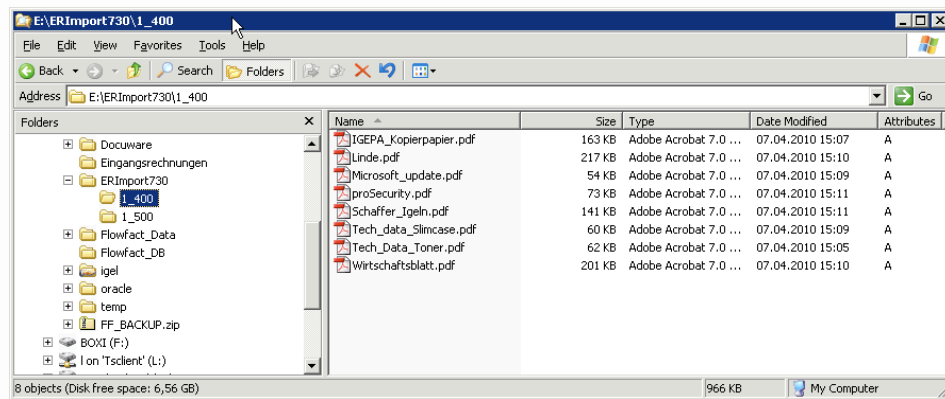 E:\ERImport730\1_400
File Edit View Favorites Tools Help
Back Search Folders
Address E:\ERImport730\1_400 Go
Folders
Docuware
Eingangsrechnungen
ERImport730
1_400
1_500
Flowfact_Data
Flowfact_DB
igel
oracle
temp
FF_BACKUP.zip
BOXI (F:)
l on 'Tsclient' (L:)
Name Size Type Date Modified Attributes
IGEPA_Kopierpapier.pdf 163 KB Adobe Acrobat 7.0 ... 07.04.2010 15:07 A
Linde.pdf 217 KB Adobe Acrobat 7.0 ... 07.04.2010 15:10 A
Microsoft_update.pdf 54 KB Adobe Acrobat 7.0 ... 07.04.2010 15:09 A
proSecurity.pdf 73 KB Adobe Acrobat 7.0 ... 07.04.2010 15:11 A
Schaffer_Igeln.pdf 141 KB Adobe Acrobat 7.0 ... 07.04.2010 15:11 A
Tech_data_Slimcase.pdf 60 KB Adobe Acrobat 7.0 ... 07.04.2010 15:09 A
Tech_Data_Toner.pdf 62 KB Adobe Acrobat 7.0 ... 07.04.2010 15:05 A
Wirtschaftsblatt.pdf 201 KB Adobe Acrobat 7.0 ... 07.04.2010 15:10 A
8 objects (Disk free space: 6,56 GB) 966 KB My Computer